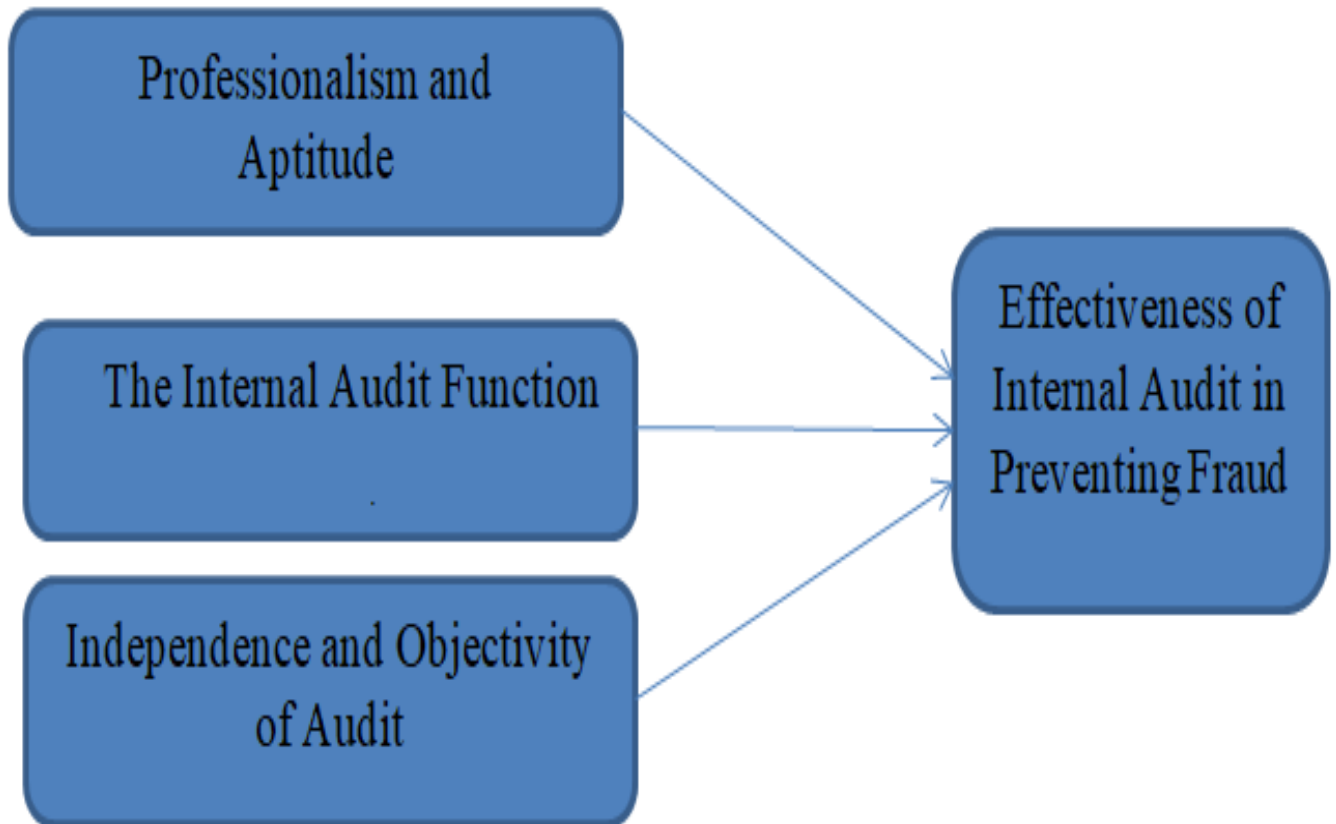 Professionalism and
Aptitude
The Internal Audit Function
.
Independence and Objectivity
of Audit
Effectiveness of
Internal Audit in
Preventing Fraud